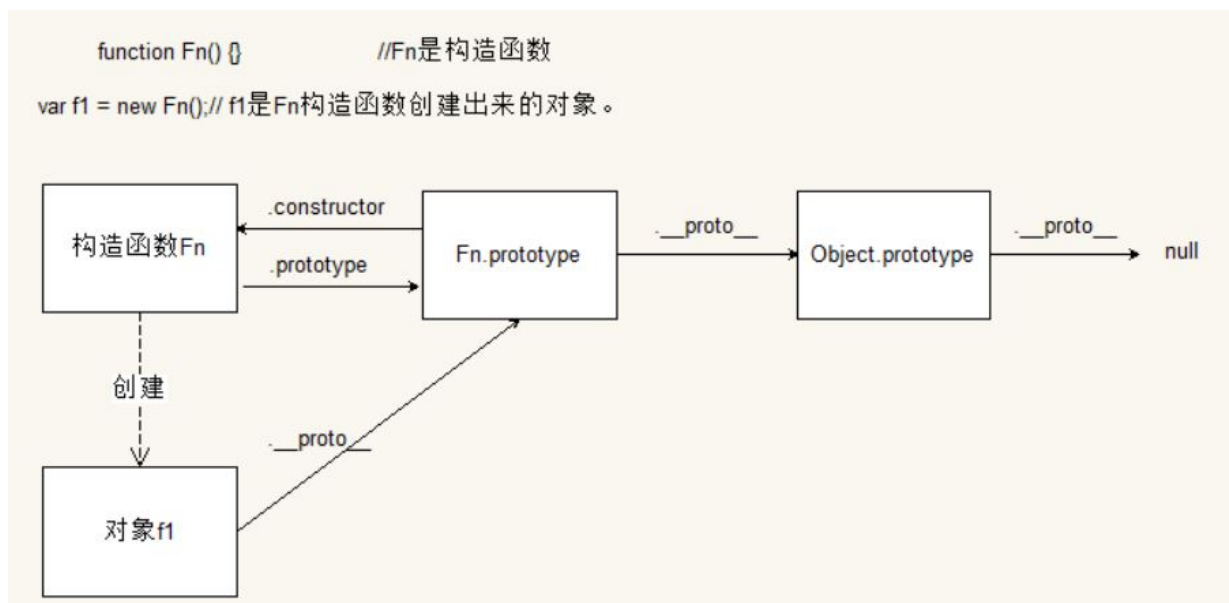 function Fn() {} //Fn是构造函数
var f1 = new Fn();// f1是Fn构造函数创建出来的对象。
构造函数Fn
.constructor
.prototype
Fn.prototype
.__proto__
Object.prototype
.__proto__
null
创建
.__proto__
对象f1